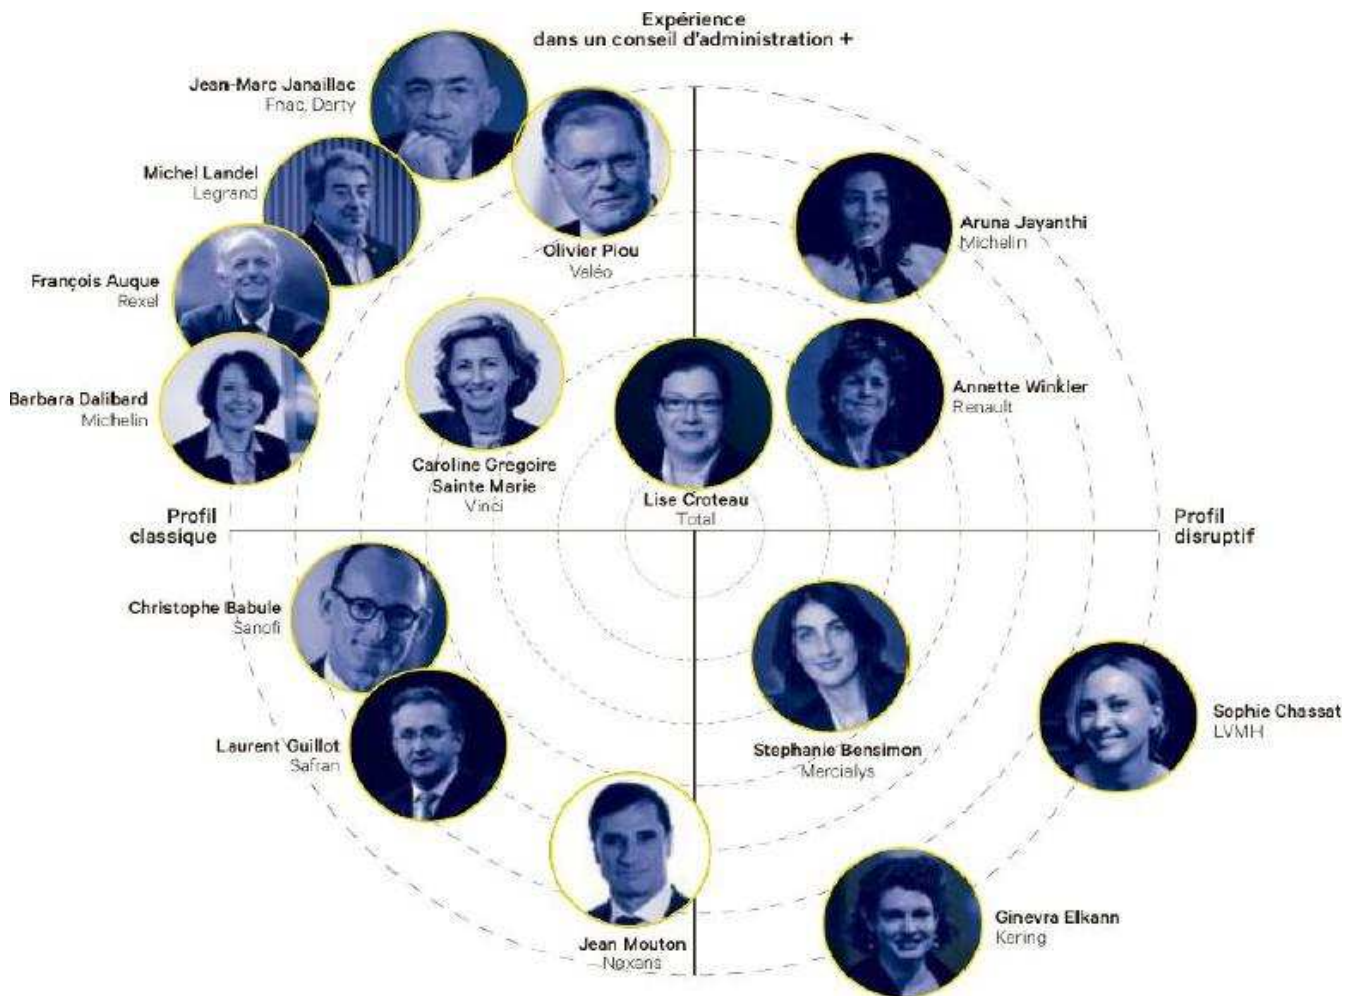 Expérience
dans un conseil d'administration +
Jean-Marc Janaillac
Fnac, Darty
Michel Landel
Legrand
Olivier Piou
Valéo
Aruna Jayanthi
Michelin
François Auque
Rexel
Barbara Dalibard
Michelin
Annette Winkler
Renault
Caroline Gregoire
Sainte Marie
Vinci
Lise Croteau
Total
Profil
classique
Profil
disruptif
Christophe Babule
Sanofi
Laurent Guillot
Safran
Stephanie Bensimon
Mercialys
Sophie Chassat
LVMH
Jean Mouton
Nexans
Ginevra Elkann
Kering